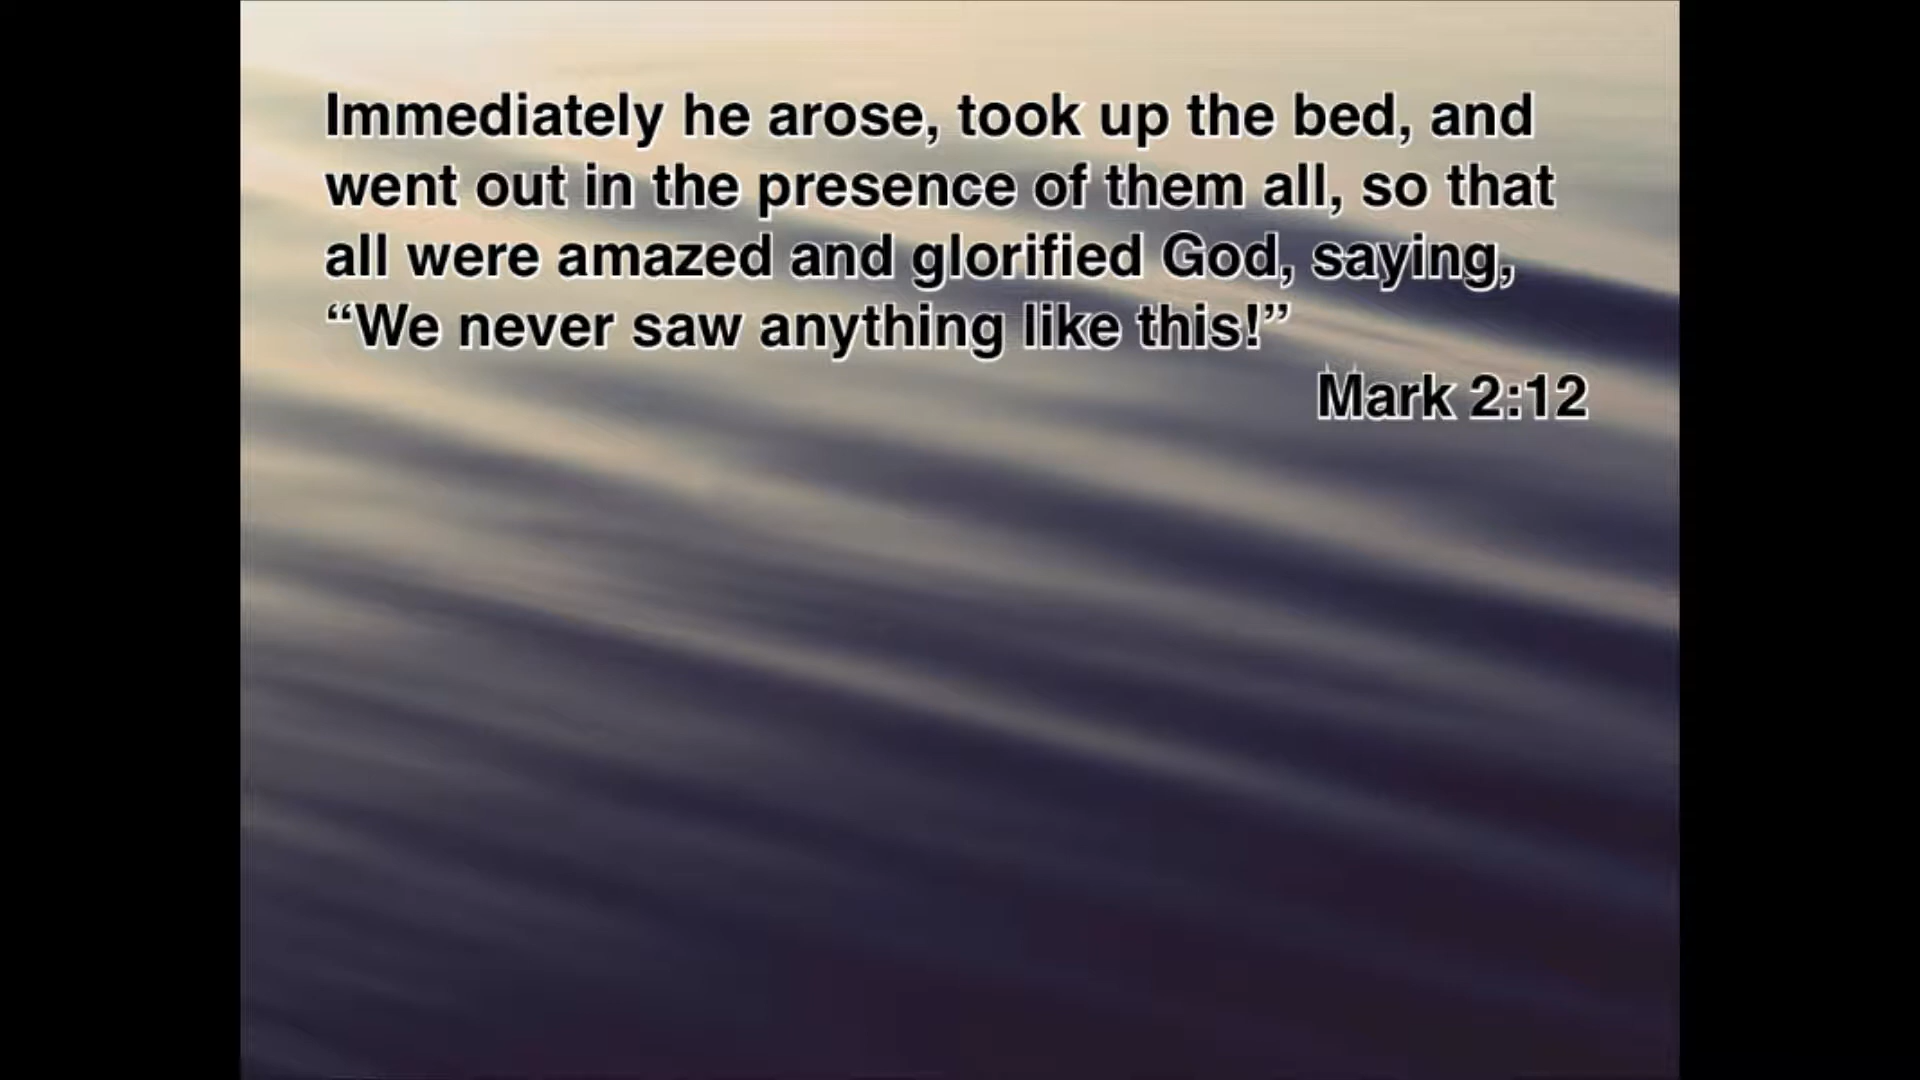 Immediately he arose, took up the bed, and
went out in the presence of them all, so that
all were amazed and glorified God, saying,
“We never saw anything like this!”
Mark 2:12